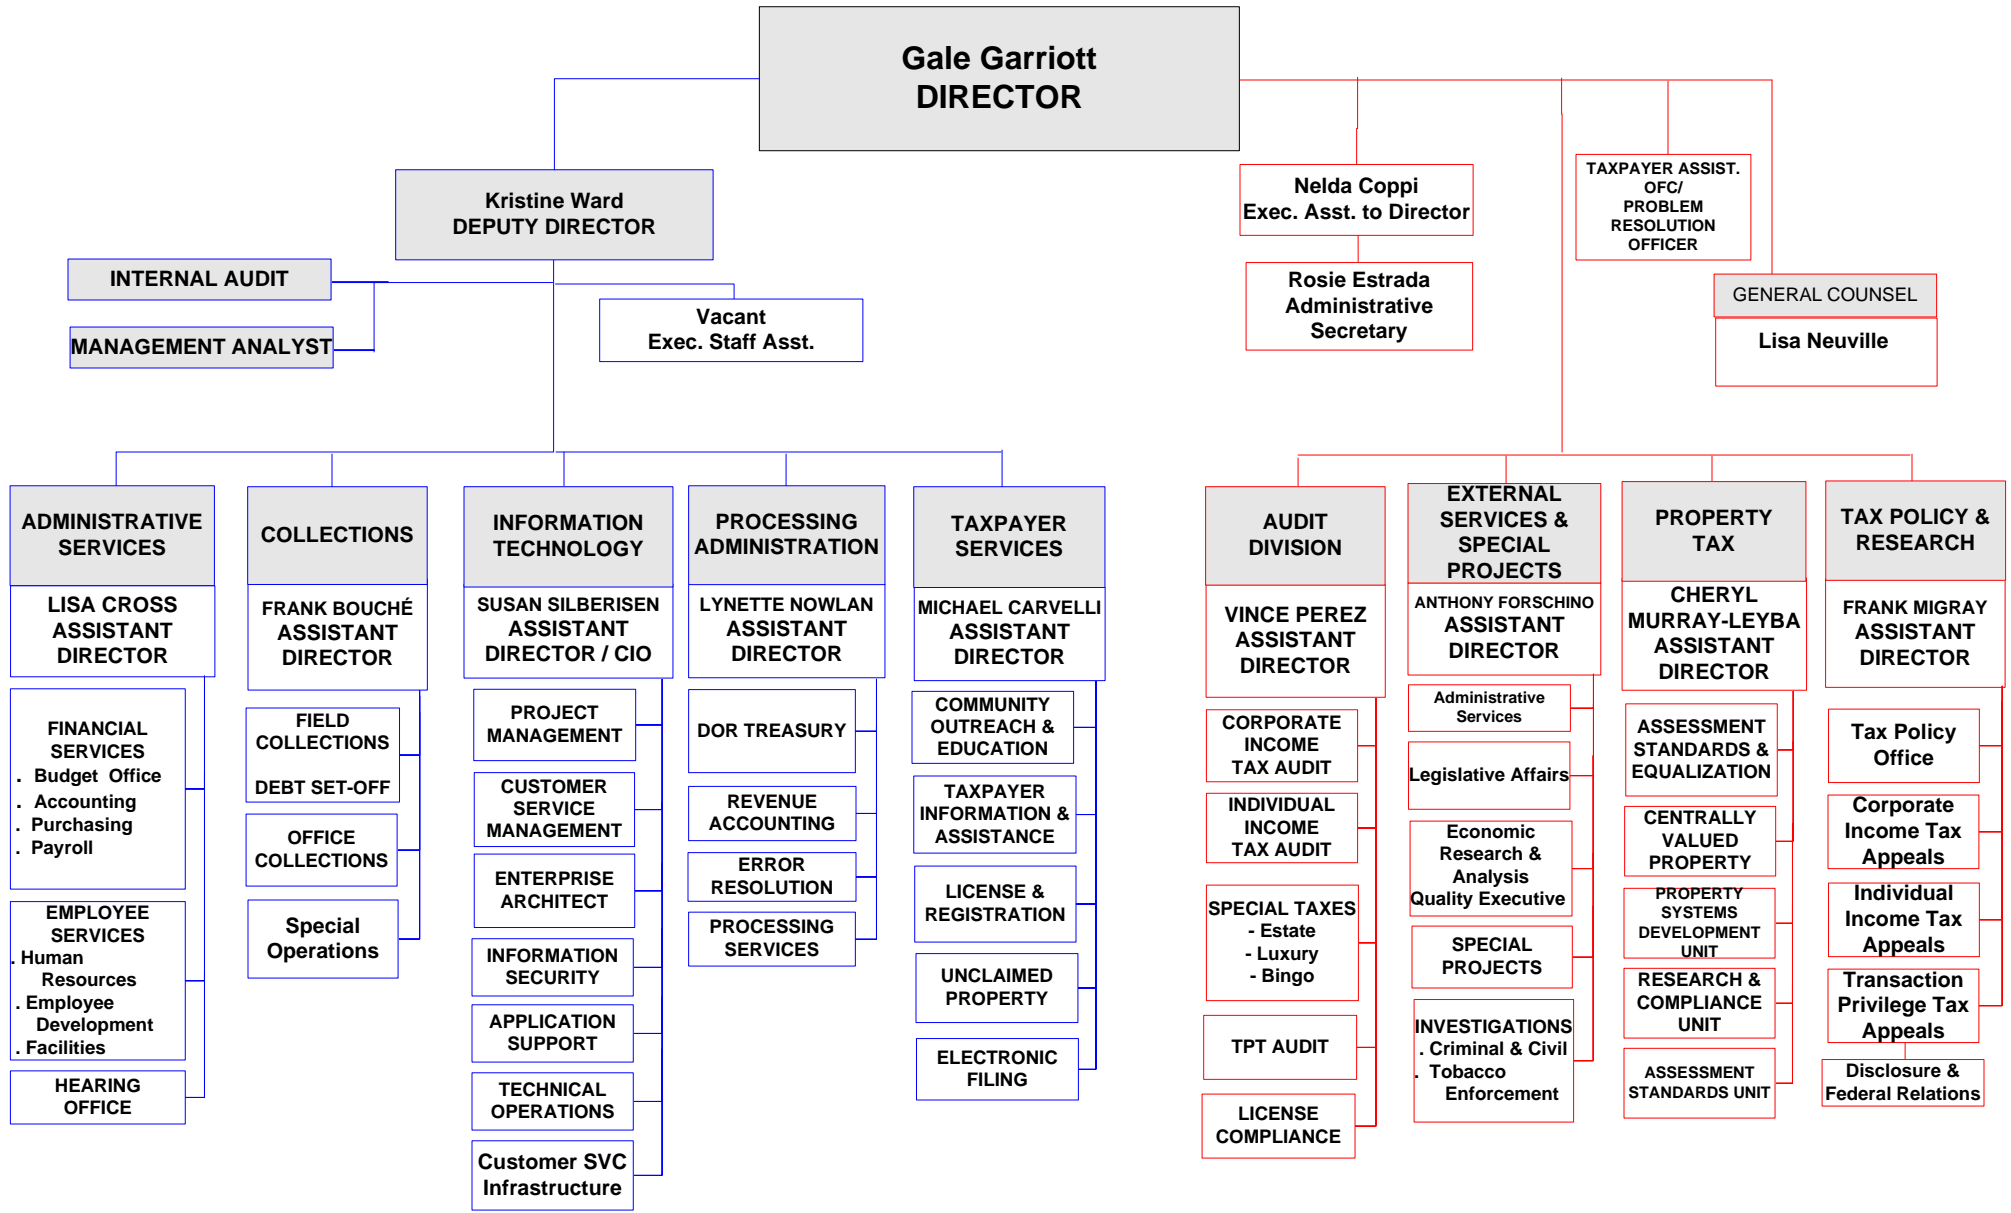 Gale Garriott
DIRECTOR
Kristine Ward
DEPUTY DIRECTOR
INTERNAL AUDIT
MANAGEMENT ANALYST
Vacant
Exec. Staff Asst.
Nelda Coppi
Exec. Asst. to Director
Rosie Estrada
Administrative
Secretary
TAXPAYER ASSIST.
OFC/
PROBLEM
RESOLUTION
OFFICER
GENERAL COUNSEL
Lisa Neuville
ADMINISTRATIVE
SERVICES
LISA CROSS
ASSISTANT
DIRECTOR
FINANCIAL
SERVICES
. Budget Office
. Accounting
. Purchasing
. Payroll
EMPLOYEE
SERVICES
. Human
Resources
. Employee
Development
. Facilities
HEARING
OFFICE
COLLECTIONS
FRANK BOUCHÉ
ASSISTANT
DIRECTOR
FIELD
COLLECTIONS
DEBT SET-OFF
OFFICE
COLLECTIONS
Special
Operations
INFORMATION
TECHNOLOGY
SUSAN SILBERISEN
ASSISTANT
DIRECTOR / CIO
PROJECT
MANAGEMENT
CUSTOMER
SERVICE
MANAGEMENT
ENTERPRISE
ARCHITECT
INFORMATION
SECURITY
APPLICATION
SUPPORT
TECHNICAL
OPERATIONS
Customer SVC
Infrastructure
PROCESSING
ADMINISTRATION
LYNETTE NOWLAN
ASSISTANT
DIRECTOR
DOR TREASURY
REVENUE
ACCOUNTING
ERROR
RESOLUTION
PROCESSING
SERVICES
TAXPAYER
SERVICES
MICHAEL CARVELLI
ASSISTANT
DIRECTOR
COMMUNITY
OUTREACH &
EDUCATION
TAXPAYER
INFORMATION &
ASSISTANCE
LICENSE &
REGISTRATION
UNCLAIMED
PROPERTY
ELECTRONIC
FILING
AUDIT
DIVISION
VINCE PEREZ
ASSISTANT
DIRECTOR
CORPORATE
INCOME
TAX AUDIT
INDIVIDUAL
INCOME
TAX AUDIT
SPECIAL TAXES
- Estate
- Luxury
- Bingo
TPT AUDIT
LICENSE
COMPLIANCE
EXTERNAL
SERVICES &
SPECIAL
PROJECTS
ANTHONY FORSCHINO
ASSISTANT
DIRECTOR
Administrative
Services
Legislative Affairs
Economic
Research &
Analysis
Quality Executive
SPECIAL
PROJECTS
INVESTIGATIONS
. Criminal & Civil
. Tobacco
Enforcement
PROPERTY
TAX
CHERYL
MURRAY-LEYBA
ASSISTANT
DIRECTOR
ASSESSMENT
STANDARDS &
EQUALIZATION
CENTRALLY
VALUED
PROPERTY
PROPERTY
SYSTEMS
DEVELOPMENT
UNIT
RESEARCH &
COMPLIANCE
UNIT
ASSESSMENT
STANDARDS UNIT
TAX POLICY &
RESEARCH
FRANK MIGRAY
ASSISTANT
DIRECTOR
Tax Policy
Office
Corporate
Income Tax
Appeals
Individual
Income Tax
Appeals
Transaction
Privilege Tax
Appeals
Disclosure &
Federal Relations